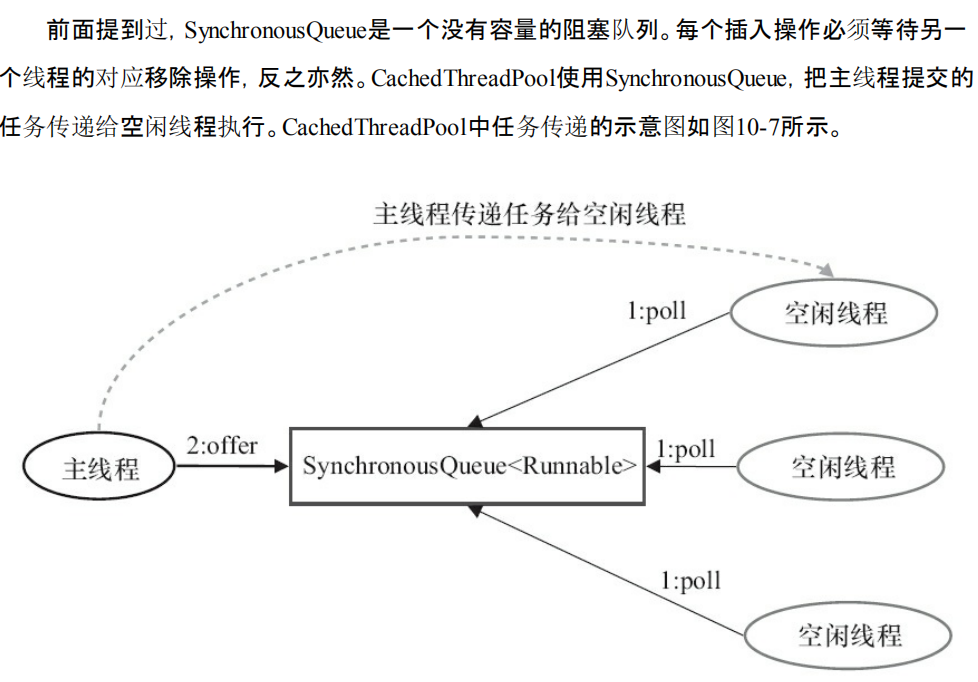 前面提到过，SynchronousQueue是一个没有容量的阻塞队列。每个插入操作必须等待另一
个线程的对应移除操作，反之亦然。CachedThreadPool使用SynchronousQueue，把主线程提交的
任务传递给空闲线程执行。CachedThreadPool中任务传递的示意图如图10-7所示。
主线程传递任务给空闲线程
1:poll
空闲线程
2:offer
主线程
SynchronousQueue<Runnable>
1:poll
空闲线程
1:poll
空闲线程